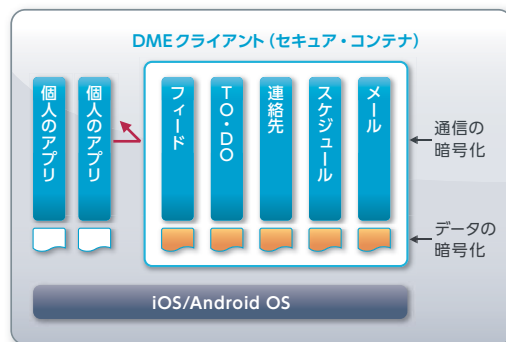 DMEクライアント（セキュア・コンテナ）
個人のアプリ
個人のアプリ
フィード
TO・DO
連絡先
スケジュール
メール
通信の
暗号化
データの
暗号化
iOS/Android OS